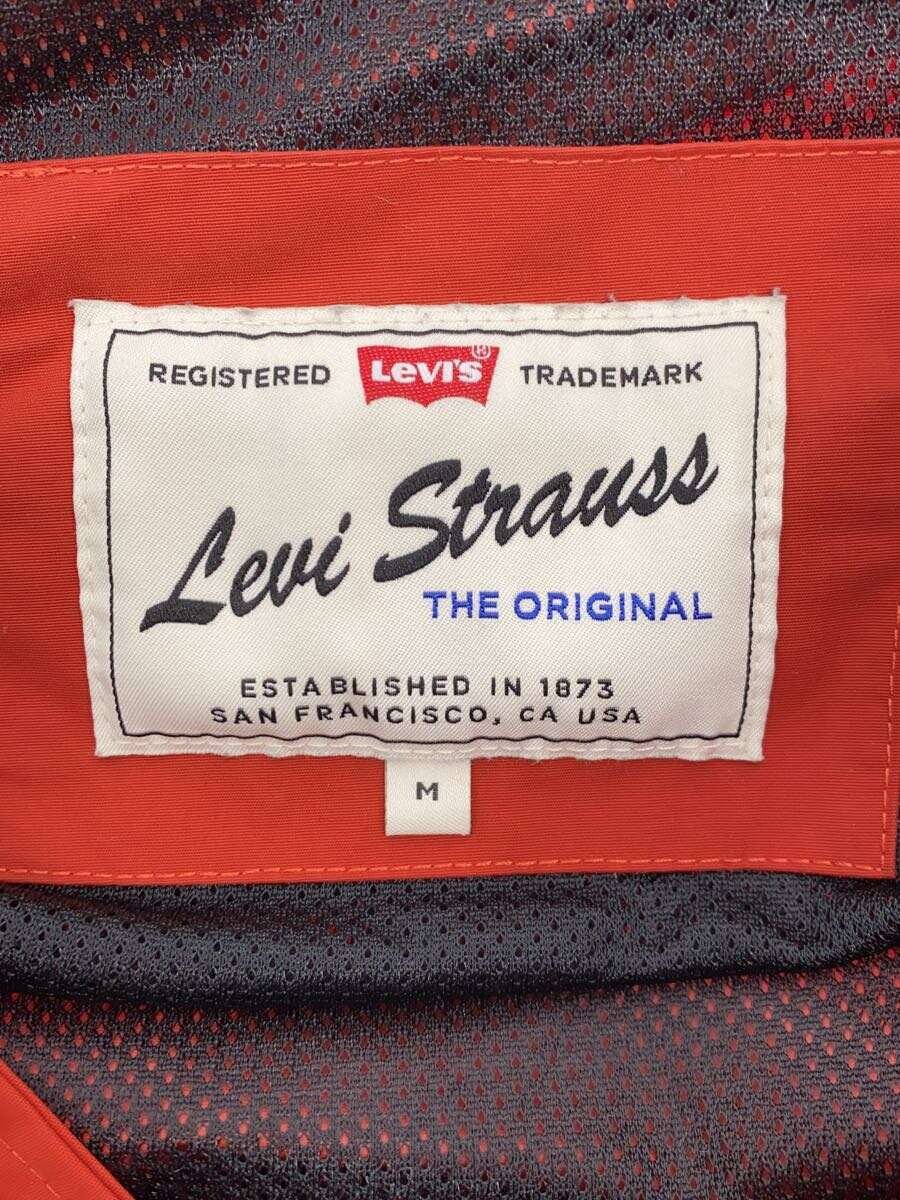 REGISTERED Levi's® TRADEMARK
Levi Strauss
THE ORIGINAL
ESTABLISHED IN 1873
SAN FRANCISCO, CA USA
M